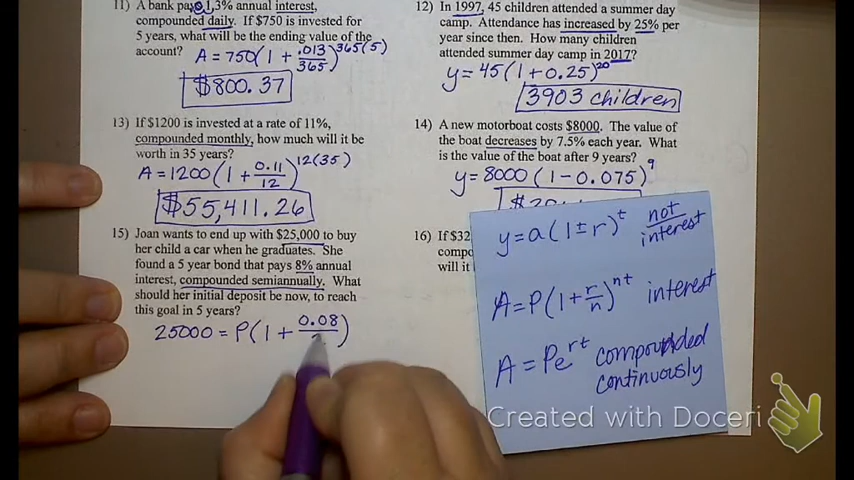 11) A bank pays 1.3% annual interest,
compounded daily. If $750 is invested for
5 years, what will be the ending value of the
account? A = 750(1 + .013/365)^365(5)
$800.37
12) In 1997, 45 children attended a summer day
camp. Attendance has increased by 25% per
year since then. How many children
attended summer day camp in 2017?
y = 45(1 + 0.25)^20
3903 children
13) If $1200 is invested at a rate of 11%,
compounded monthly, how much will it be
worth in 35 years?
A = 1200(1 + 0.11/12)^12(35)
$55,411.26
14) A new motorboat costs $8000. The value of
the boat decreases by 7.5% each year. What
is the value of the boat after 9 years?
y = 8000(1 - 0.075)^9
15) Joan wants to end up with $25,000 to buy
her child a car when he graduates. She
found a 5 year bond that pays 8% annual
interest, compounded semiannually. What
should her initial deposit be now, to reach
this goal in 5 years?
25000 = P(1 + 0.08)
16) If $32
compo
will it
y = a(1 ± r)^t not interest
A = P(1 + r/n)^nt interest
A = Pe^rt compounded
continuously
Created with Doceri